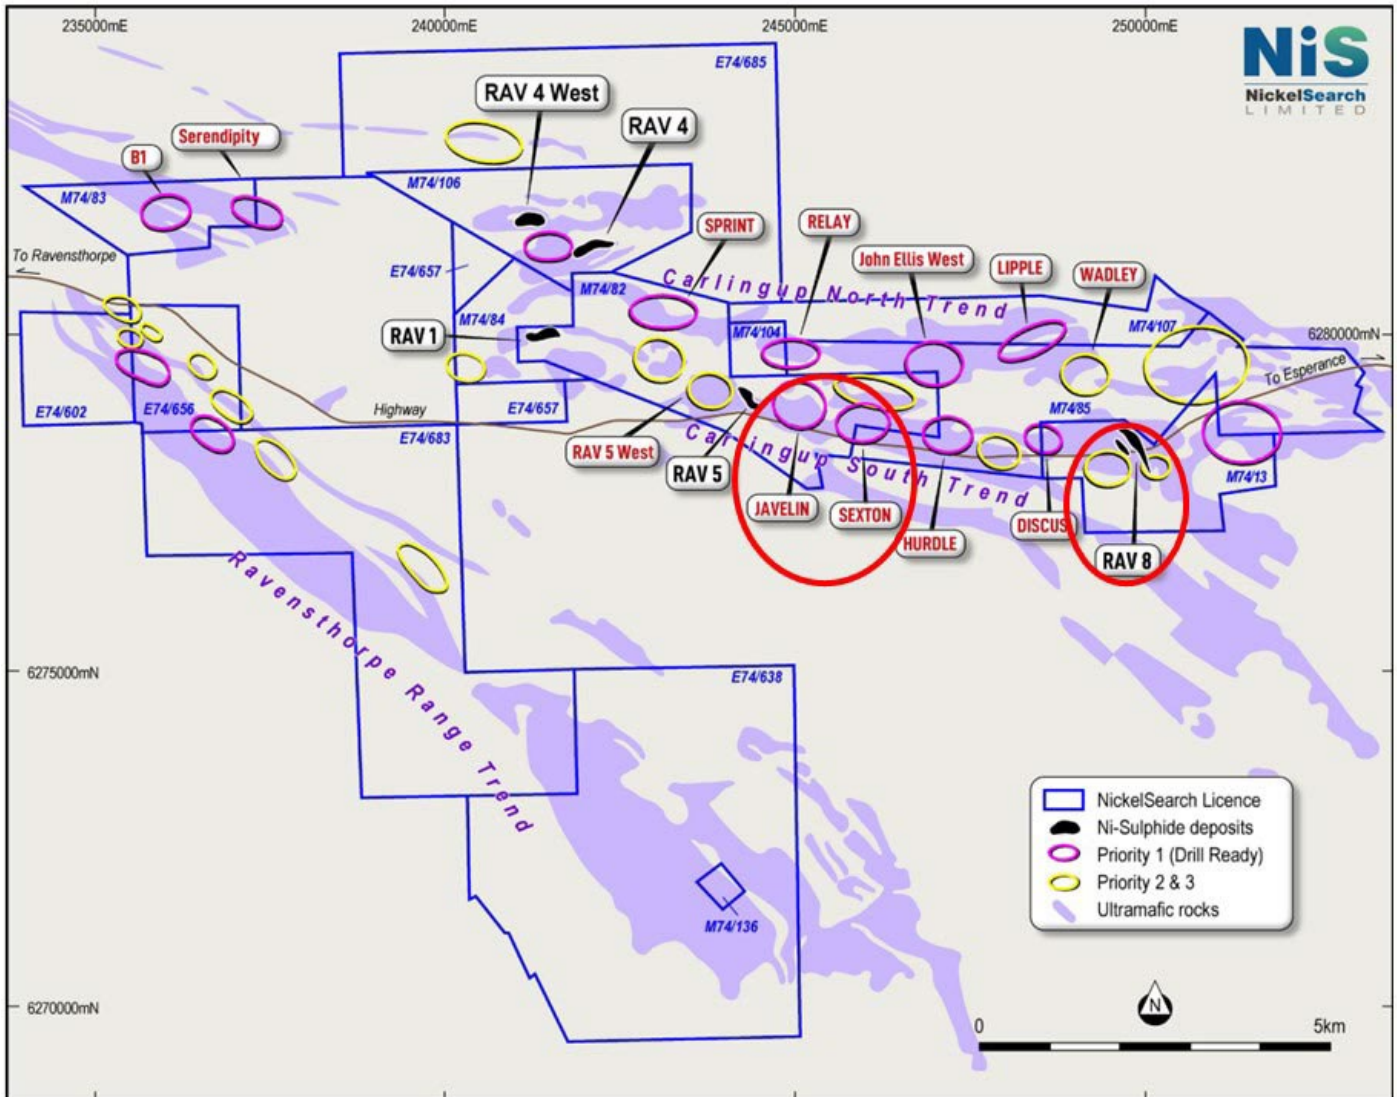 235000mE
240000mE
245000mE
250000mE
NiS
NickelSearch
LIMITED
E74/685
RAV 4 West
RAV 4
Serendipity
B1
M74/83
M74/106
SPRINT
RELAY
John Ellis West
LIPPLE
WADLEY
To Ravensthorpe
E74/657
M74/82
Carlingup North Trend
M74/84
M74/104
M74/107
RAV 1
6280000mN
To Esperance
E74/602
E74/656
Highway
E74/657
M74/85
E74/683
RAV 5 West
RAV 5
Carlingup South Trend
M74/13
JAVELIN
SEXTON
HURDLE
DISCUS
RAV 8
Ravensthorpe Range Trend
6275000mN
E74/638
NickelSearch Licence
Ni-Sulphide deposits
Priority 1 (Drill Ready)
Priority 2 & 3
Ultramafic rocks
M74/136
6270000mN
N
0
5km